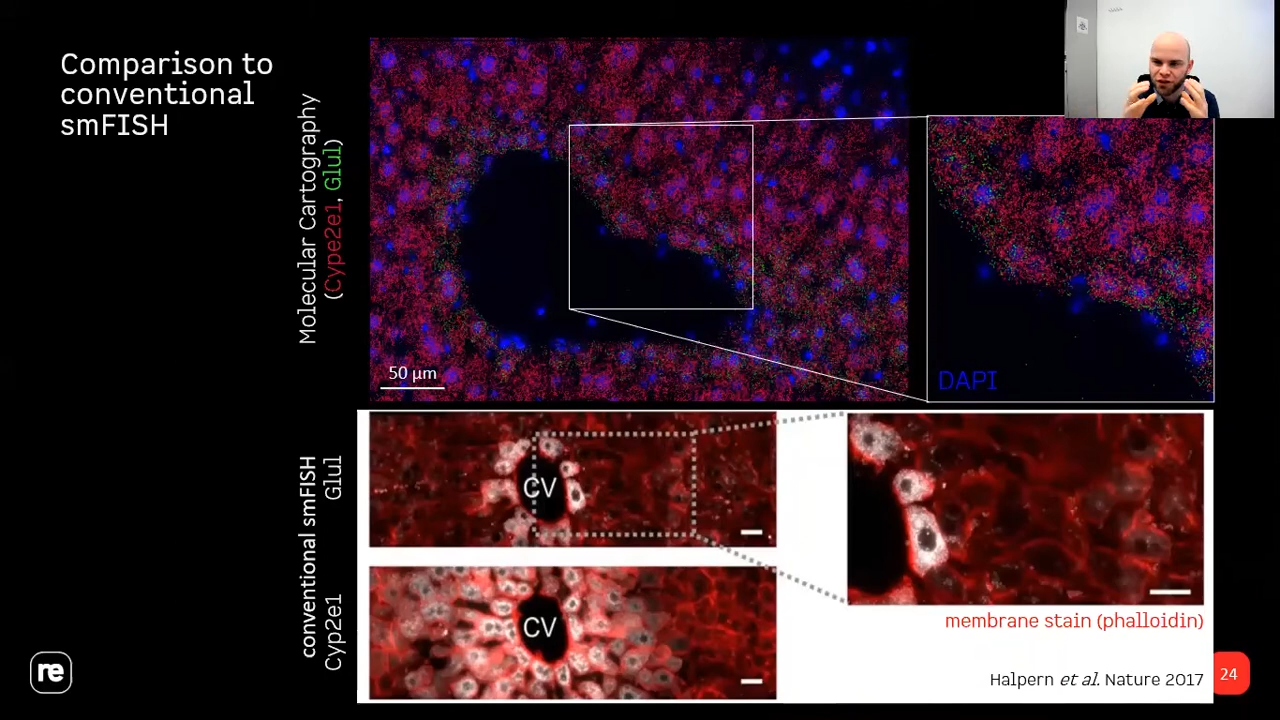 Comparison to
conventional
smFISH
Molecular Cartography
(Cype2e1, Glul)
50 µm
DAPI
conventional smFISH
Glul
Cyp2e1
CV
CV
membrane stain (phalloidin)
Halpern et al. Nature 2017
re
24